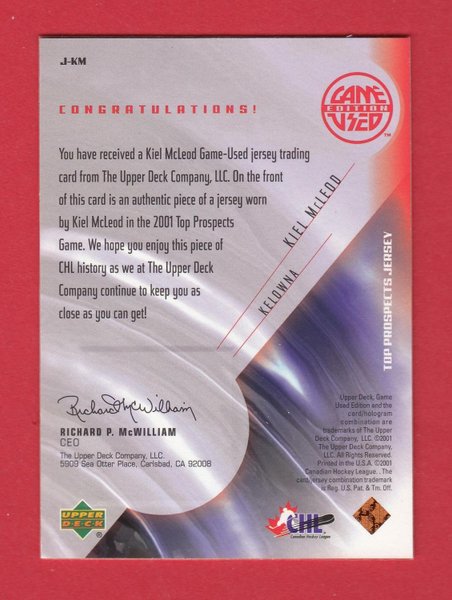 J-KM
GAME
EDITION
USED
™
CONGRATULATIONS!
You have received a Kiel McLeod Game-Used jersey trading
card from The Upper Deck Company, LLC. On the front
of this card is an authentic piece of a jersey worn
by Kiel McLeod in the 2001 Top Prospects
Game. We hope you enjoy this piece of
CHL history as we at The Upper Deck
Company continue to keep you as
close as you can get!
KIEL McLEOD
KELOWNA
TOP PROSPECTS JERSEY
Richard P. McWilliam
RICHARD P. McWILLIAM
CEO
The Upper Deck Company, LLC.
5909 Sea Otter Place, Carlsbad, CA 92008
Upper Deck, Game
Used Edition and the
card/hologram
combination are
trademarks of The Upper
Deck Company, LLC. ©2001
The Upper Deck Company,
LLC. All Rights Reserved.
Printed in the U.S.A. ©2001
Canadian Hockey League. . The
card/jersey combination trademark
is Reg. U.S. Pat. & Tm. Off.
UPPER
DECK
®
CHL
Canadian Hockey League